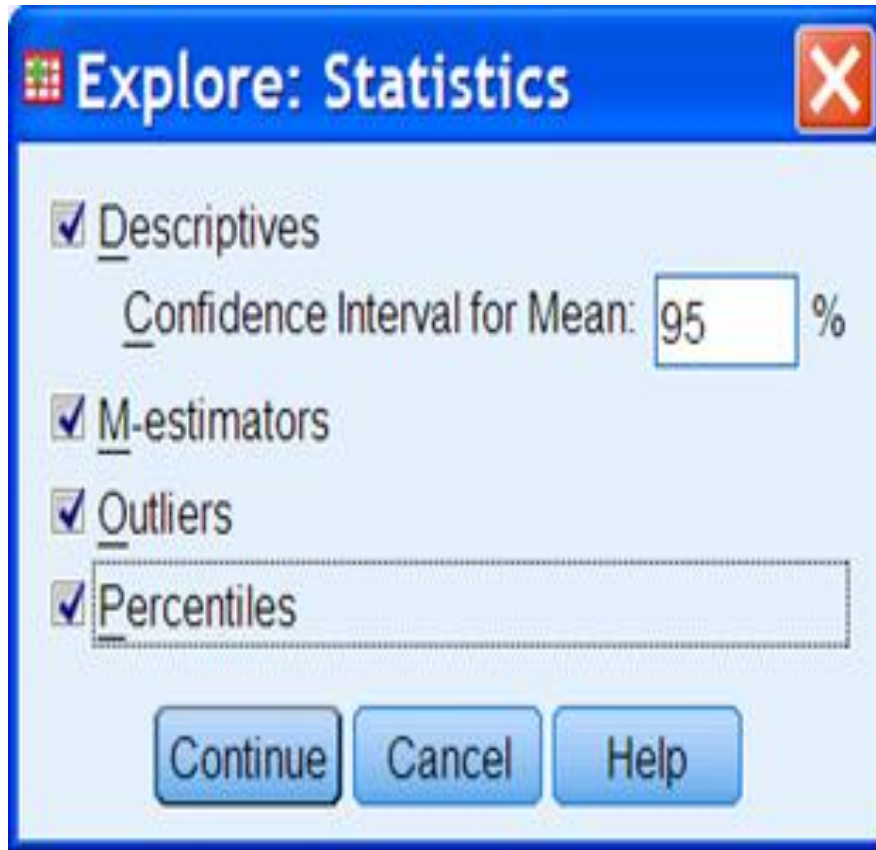 Explore: Statistics
Descriptives
Confidence Interval for Mean: 95 %
M-estimators
Outliers
Percentiles
Continue Cancel Help